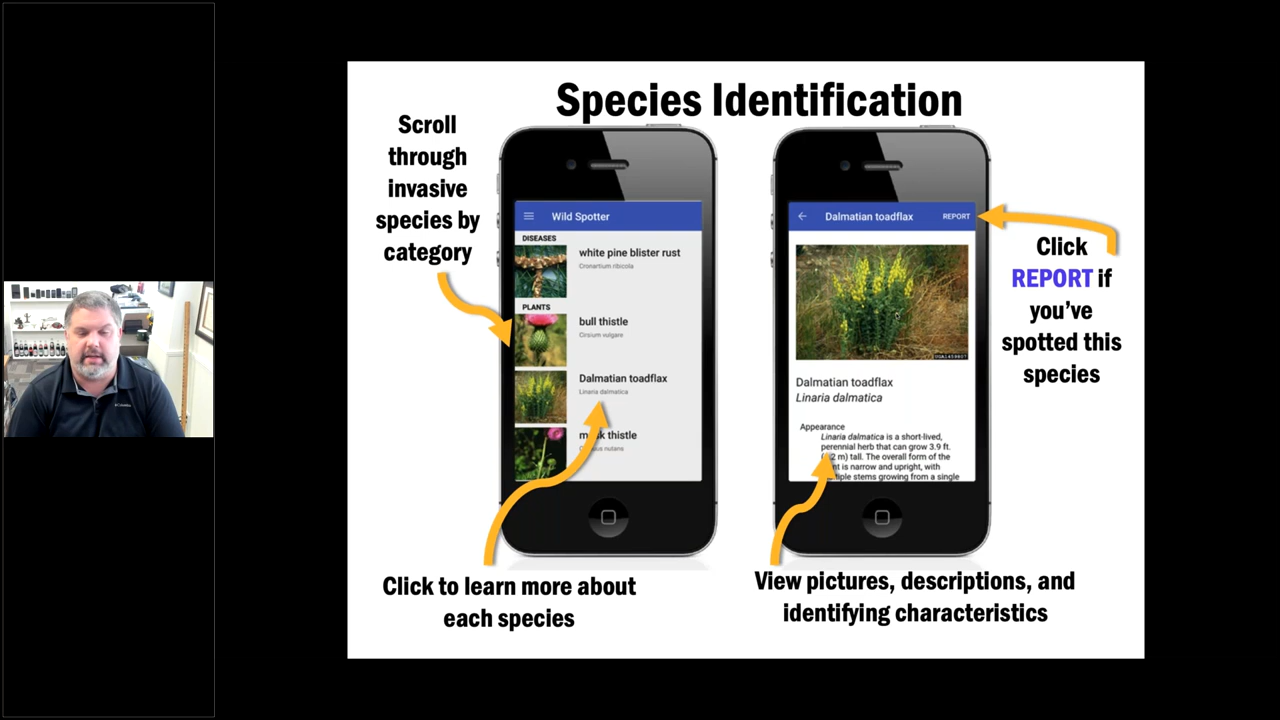 Species Identification
Scroll
through
invasive
species by
category
Wild Spotter
DISEASES
white pine blister rust
Cronartium ribicola
PLANTS
bull thistle
Cirsium vulgare
Dalmatian toadflax
Linaria dalmatica
thistle
nutans
Click to learn more about
each species
Dalmatian toadflax
REPORT
Dalmatian toadflax
Linaria dalmatica
Appearance
Linaria dalmatica is a short-lived,
perennial herb that can grow 3.9 ft.
m) tall. The overall form of the
is narrow and upright, with
stems growing from a single
Click
REPORT if
you've
spotted this
species
View pictures, descriptions, and
identifying characteristics